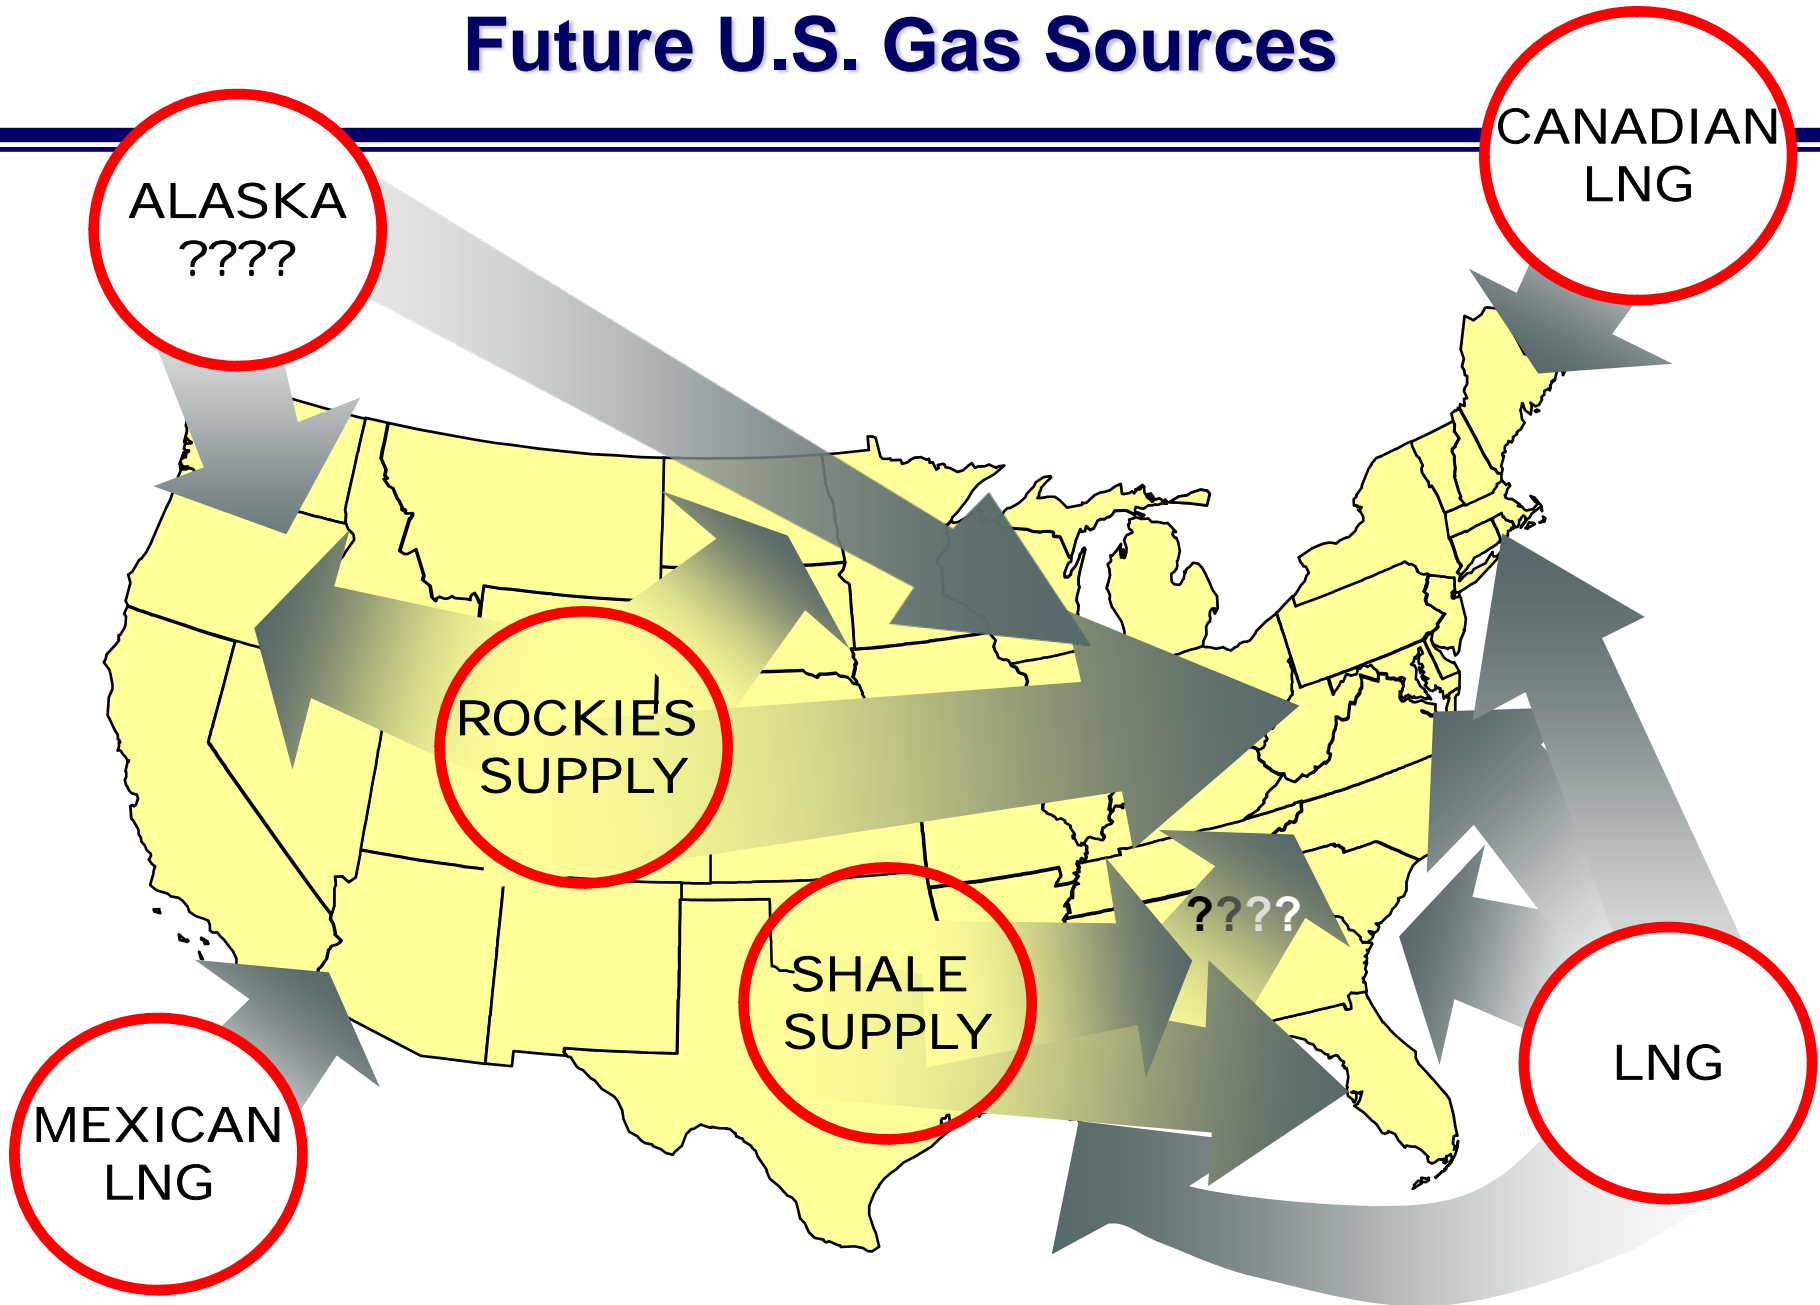 Future U.S. Gas Sources
CANADIAN
LNG
ALASKA
????
ROCKIES
SUPPLY
????
SHALE
SUPPLY
LNG
MEXICAN
LNG